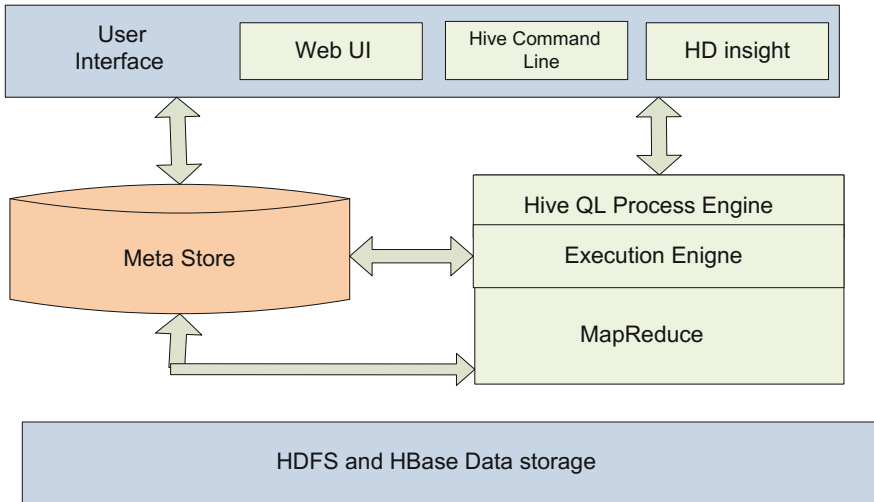 User
Interface
Web UI
Hive Command
Line
HD insight
Hive QL Process Engine
Meta Store
Execution Enigne
MapReduce
HDFS and HBase Data storage